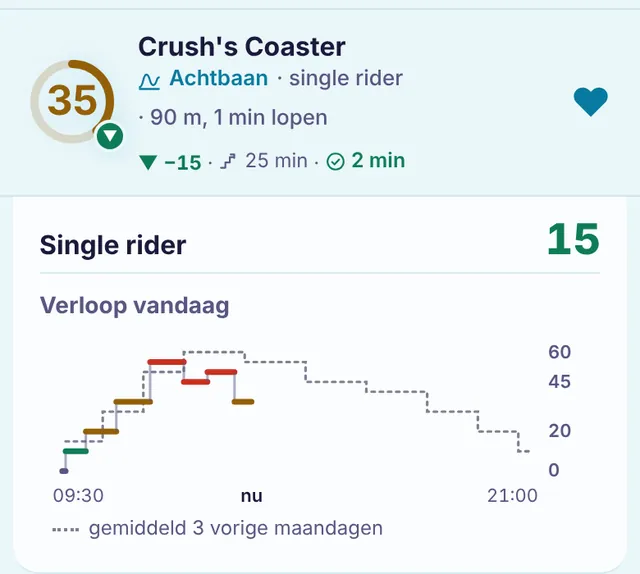 Crush's Coaster
35
Achtbaan · single rider
· 90 m, 1 min lopen
▼ −15 · 25 min · 2 min
Single rider
15
Verloop vandaag
60
45
20
0
09:30 nu 21:00
gemiddeld 3 vorige maandagen